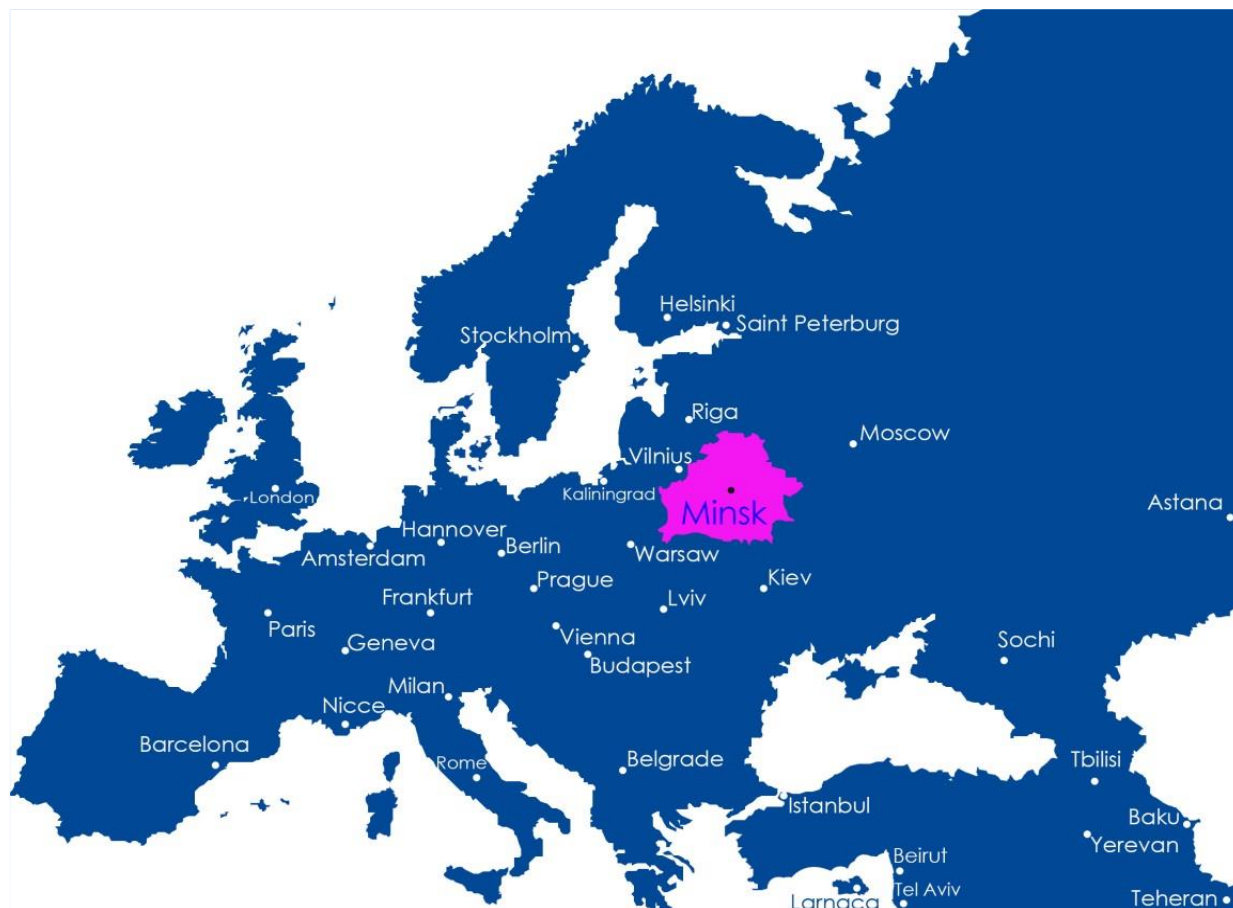 Helsinki
Saint Peterburg
Stockholm
Riga
Moscow
Vilnius
Kaliningrad
London
Minsk
Astana
Hannover
Amsterdam
Berlin
Warsaw
Prague
Kiev
Frankfurt
Lviv
Paris
Geneva
Vienna
Budapest
Sochi
Milan
Nicce
Barcelona
Rome
Belgrade
Tbilisi
Istanbul
Baku
Yerevan
Beirut
Tel Aviv
Larnaca
Teheran